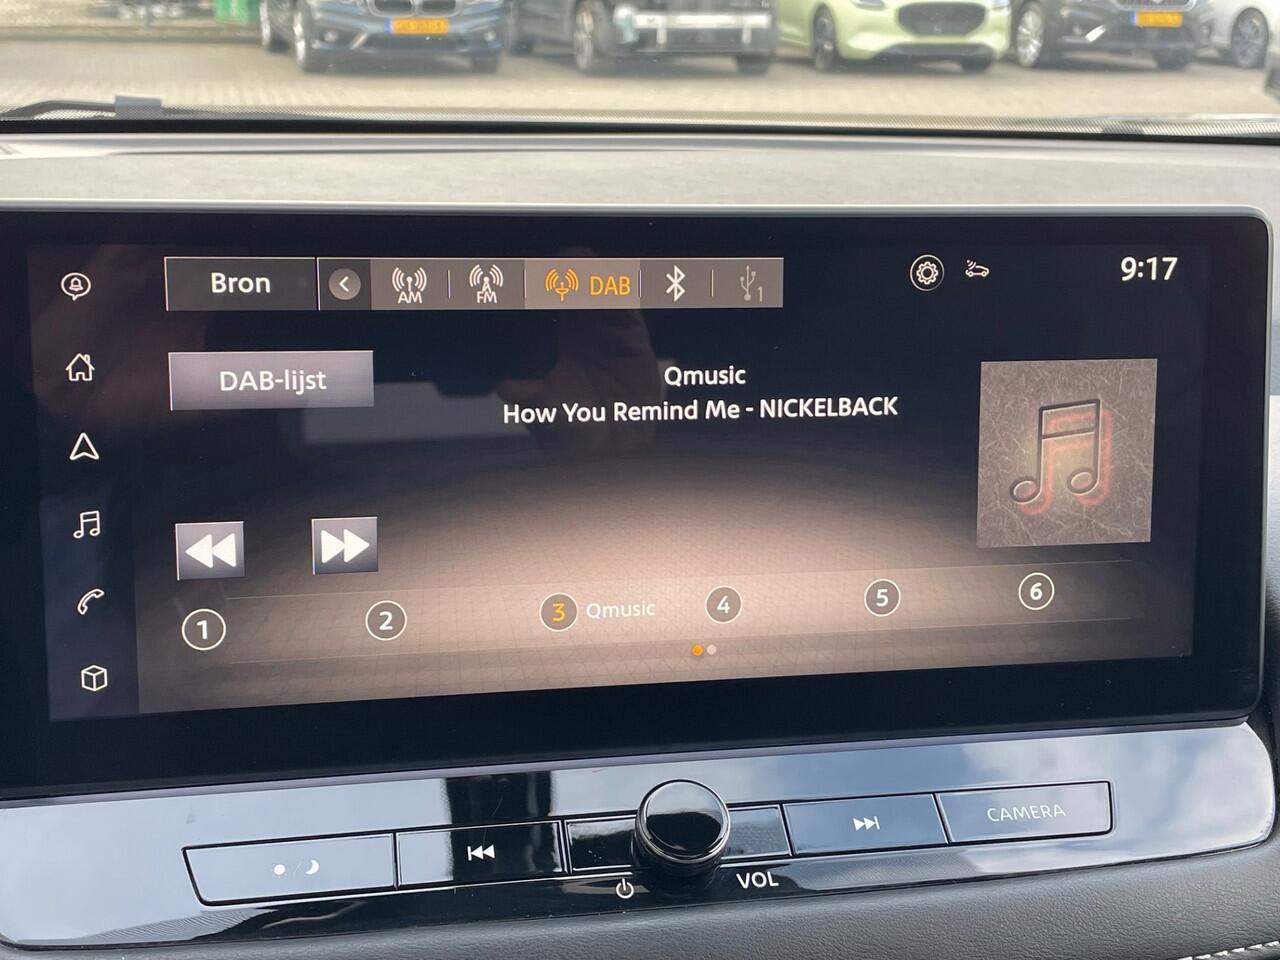 Bron
AM
FM
DAB
1
9:17
DAB-lijst
Qmusic
How You Remind Me - NICKELBACK
1
2
3 Qmusic
4
5
6
CAMERA
VOL